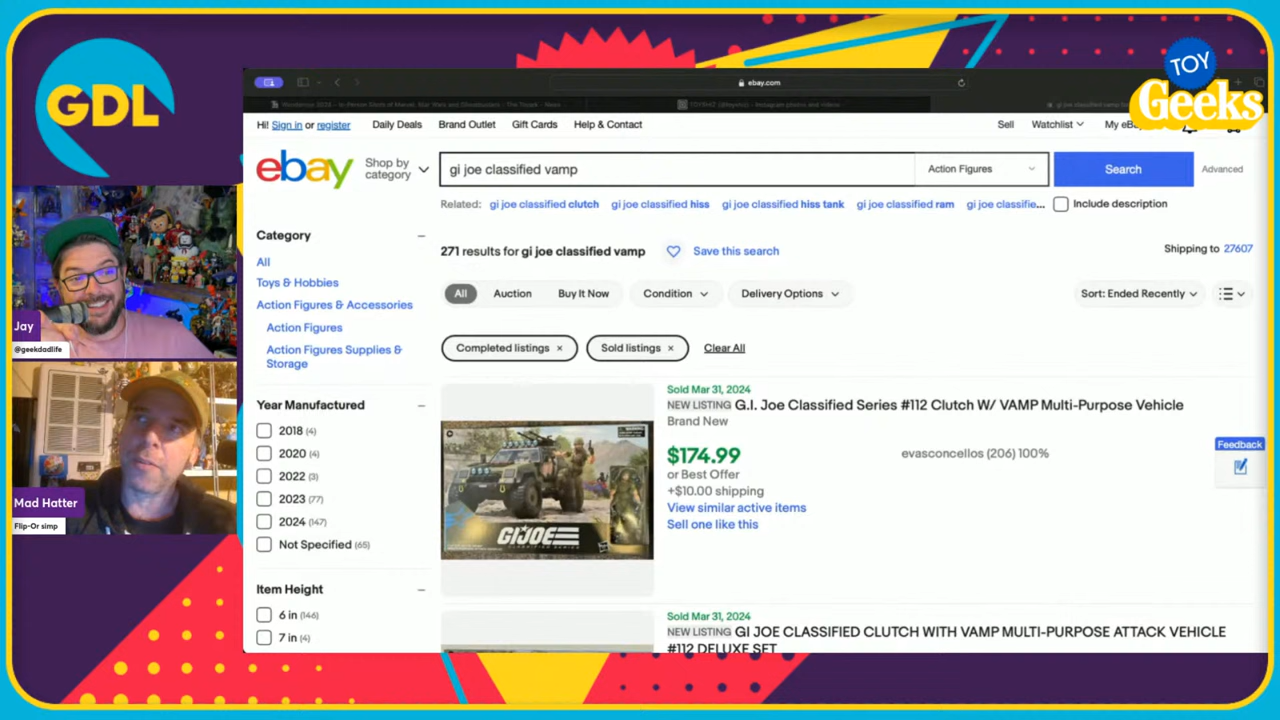 GDL
TOY
Geeks
ebay.com
Hi! Sign in or register
Daily Deals
Brand Outlet
Gift Cards
Help & Contact
Sell
Watchlist
My eBay
ebay
Shop by
category
gi joe classified vamp
Action Figures
Search
Advanced
Related:
gi joe classified clutch
gi joe classified hiss
gi joe classified hiss tank
gi joe classified ram
gi joe classifie...
Include description
Category
All
Toys & Hobbies
Action Figures & Accessories
Action Figures
Action Figures Supplies &
Storage
Year Manufactured
2018 (4)
2020 (4)
2022 (3)
2023 (77)
2024 (147)
Not Specified (65)
Item Height
6 in (146)
7 in (4)
271 results for gi joe classified vamp
Save this search
Shipping to 27607
All
Auction
Buy It Now
Condition
Delivery Options
Sort: Ended Recently
Completed listings ×
Sold listings ×
Clear All
Sold Mar 31, 2024
NEW LISTING G.I. Joe Classified Series #112 Clutch W/ VAMP Multi-Purpose Vehicle
Brand New
$174.99
or Best Offer
+$10.00 shipping
View similar active items
Sell one like this
evasconcellos (206) 100%
GIJOE
Feedback
Sold Mar 31, 2024
NEW LISTING GI JOE CLASSIFIED CLUTCH WITH VAMP MULTI-PURPOSE ATTACK VEHICLE
#112 DELUXE SET
Jay
@geekdadlife
Mad Hatter
Flip-Or simp